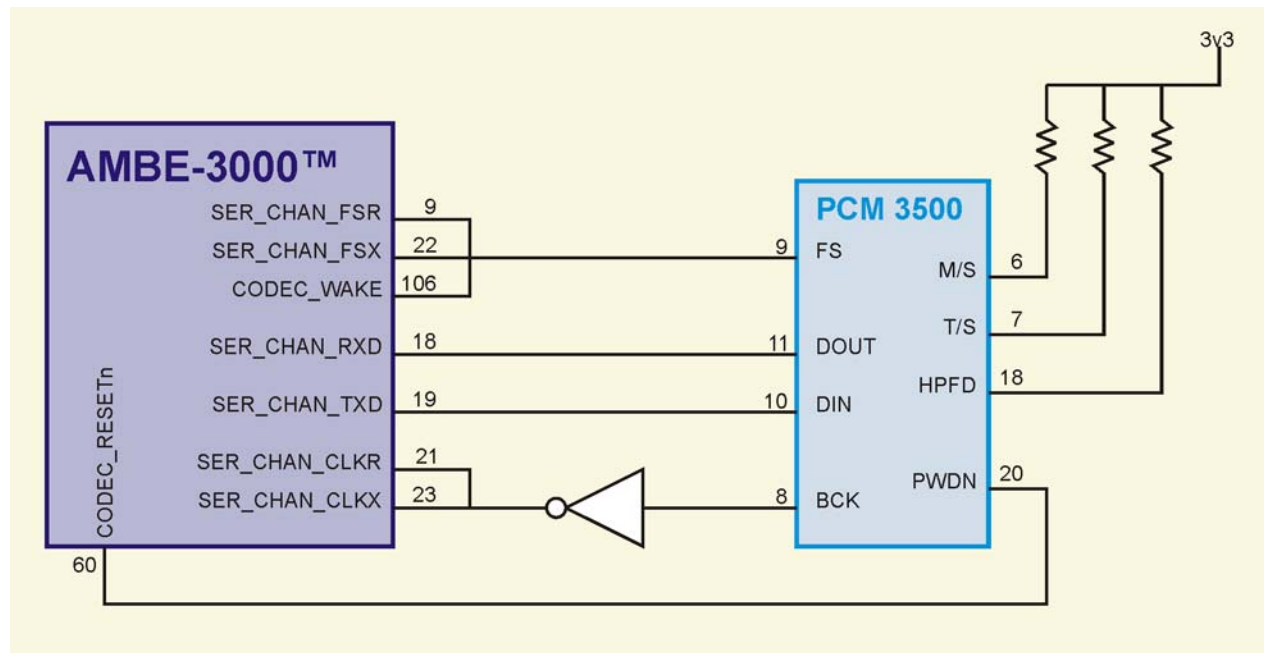 3v3
AMBE-3000™
SER_CHAN_FSR 9
SER_CHAN_FSX 22
CODEC_WAKE 106
SER_CHAN_RXD 18
SER_CHAN_TXD 19
SER_CHAN_CLKR 21
SER_CHAN_CLKX 23
CODEC_RESETn
60
PCM 3500
9 FS
11 DOUT
10 DIN
8 BCK
M/S 6
T/S 7
HPFD 18
PWDN 20